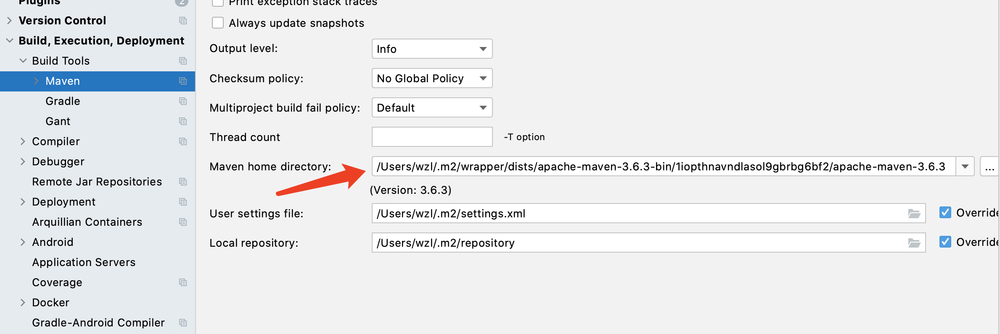 Plugins
2
Version Control
Build, Execution, Deployment
Build Tools
Maven
Gradle
Gant
Compiler
Debugger
Remote Jar Repositories
Deployment
Arquillian Containers
Android
Application Servers
Coverage
Docker
Gradle-Android Compiler
Print exception stack traces
Always update snapshots
Output level: Info
Checksum policy: No Global Policy
Multiproject build fail policy: Default
Thread count -T option
Maven home directory: /Users/wzl/.m2/wrapper/dists/apache-maven-3.6.3-bin/1iopthnavndlasol9gbrbg6bf2/apache-maven-3.6.3 ...
(Version: 3.6.3)
User settings file: /Users/wzl/.m2/settings.xml Override
Local repository: /Users/wzl/.m2/repository Override